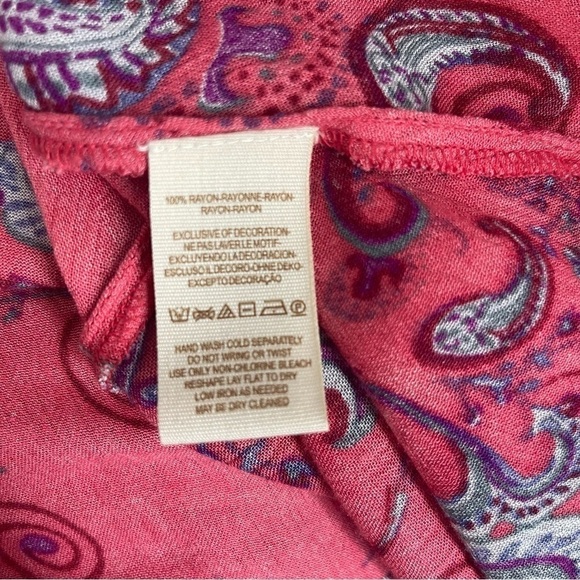 100% RAYON-RAYONNE-RAYÓN-
RAYON-RAYON
EXCLUSIVE OF DECORATION-
NE PAS LAVER LE MOTIF-
EXCLUYENDO LA DECORACION-
ESCLUSO IL DECORO-OHNE DEKO-
EXCEPTO DECORAÇÃO
HAND WASH COLD SEPARATELY
DO NOT WRING OR TWIST
USE ONLY NON-CHLORINE BLEACH
RESHAPE LAY FLAT TO DRY
LOW IRON AS NEEDED
MAY BE DRY CLEANED